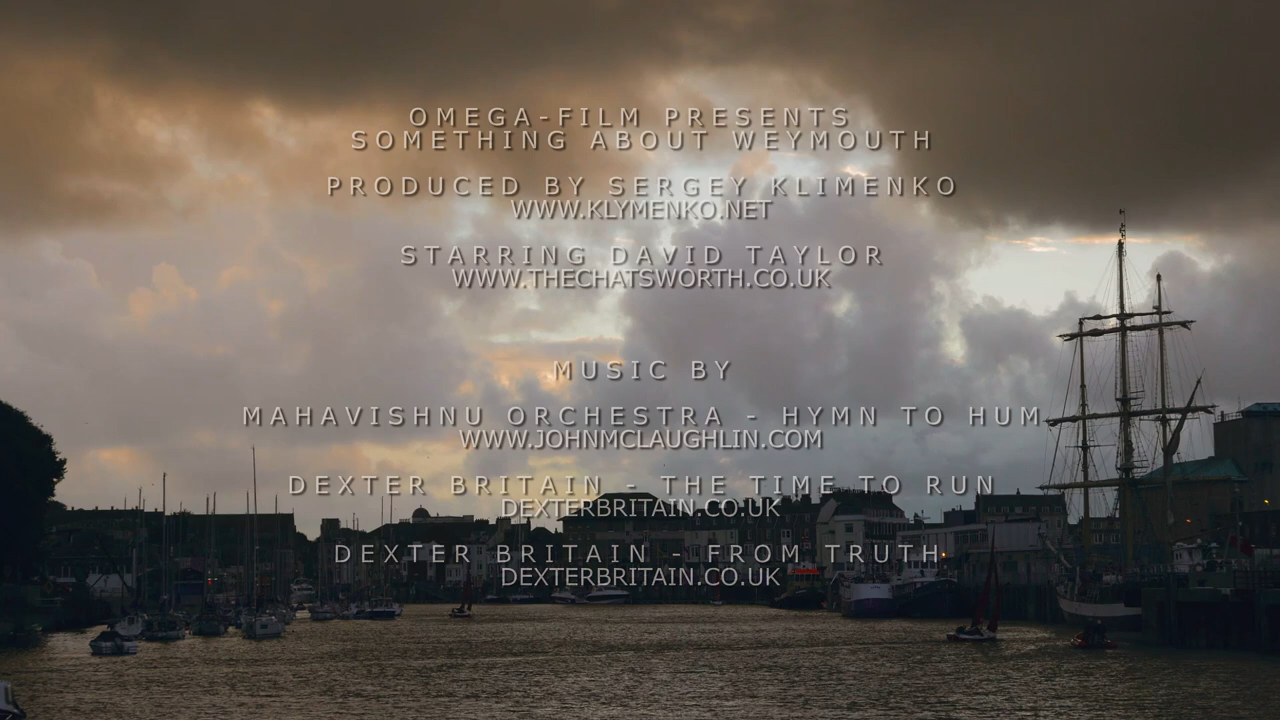 OMEGA-FILM PRESENTS
SOMETHING ABOUT WEYMOUTH
PRODUCED BY SERGEY KLIMENKO
WWW.KLYMENKO.NET
STARRING DAVID TAYLOR
WWW.THECHATSWORTH.CO.UK
MUSIC BY
MAHAVISHNU ORCHESTRA - HYMN TO HUM
WWW.JOHNMCLAUGHLIN.COM
DEXTER BRITAIN - THE TIME TO RUN
DEXTERBRITAIN.CO.UK
DEXTER BRITAIN - FROM TRUTH
DEXTERBRITAIN.CO.UK